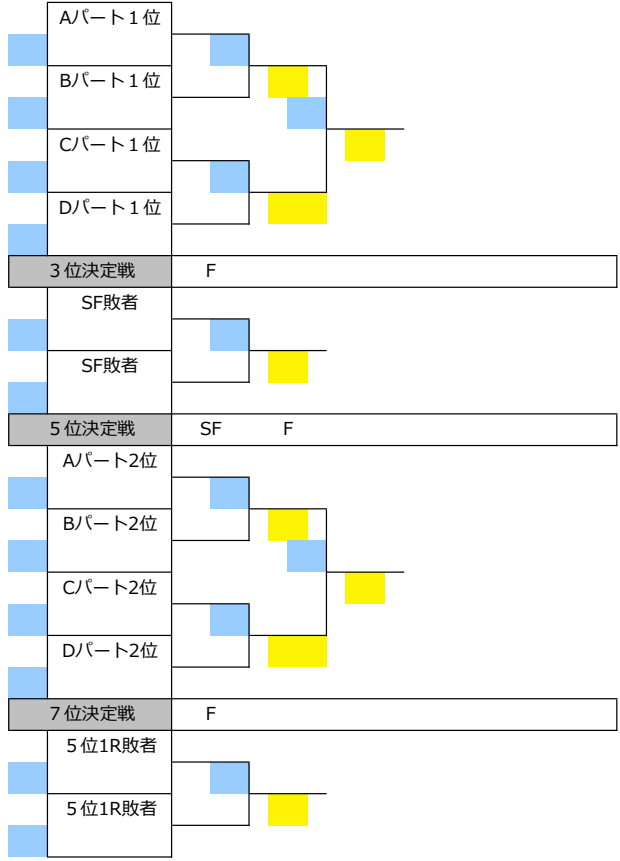 Aパート１位
Bパート１位
Cパート１位
Dパート１位
３位決定戦 F
SF敗者
SF敗者
５位決定戦 SF F
Aパート2位
Bパート2位
Cパート2位
Dパート2位
７位決定戦 F
５位1R敗者
５位1R敗者